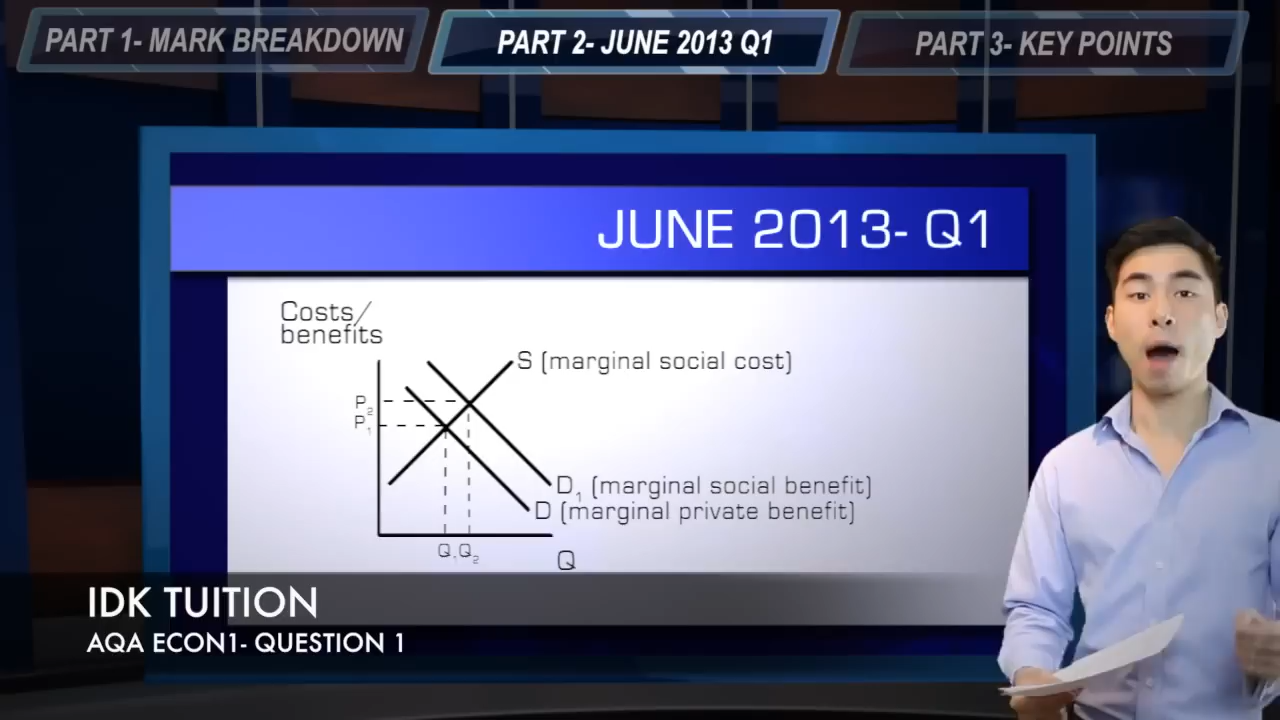 PART 1- MARK BREAKDOWN
PART 2- JUNE 2013 Q1
PART 3- KEY POINTS
JUNE 2013- Q1
Costs/
benefits
S (marginal social cost)
P₂
P₁
D₁ (marginal social benefit)
D (marginal private benefit)
Q₁ Q₂
Q
IDK TUITION
AQA ECON1- QUESTION 1